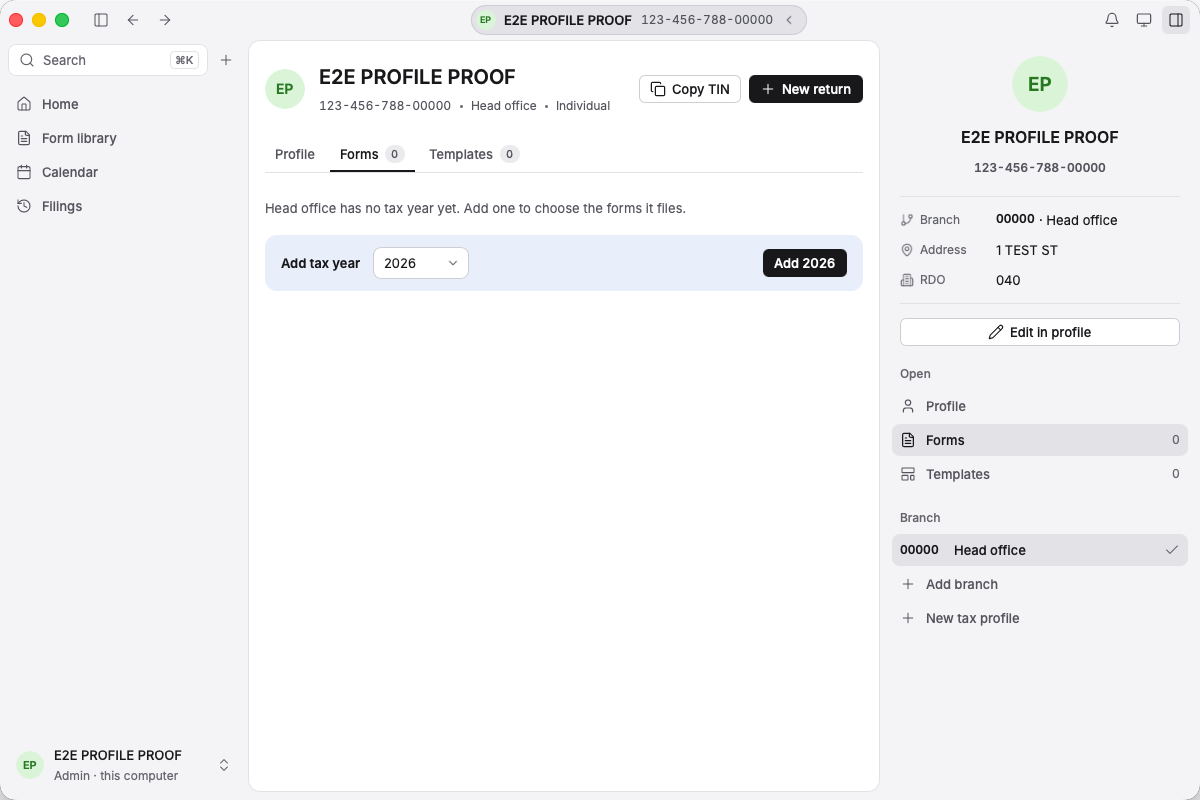 EP E2E PROFILE PROOF 123-456-788-00000
Search ⌘K
Home
Form library
Calendar
Filings
EP
E2E PROFILE PROOF
Admin · this computer
EP
E2E PROFILE PROOF
123-456-788-00000 • Head office • Individual
Copy TIN
New return
Profile
Forms 0
Templates 0
Head office has no tax year yet. Add one to choose the forms it files.
Add tax year 2026 Add 2026
EP
E2E PROFILE PROOF
123-456-788-00000
Branch 00000 · Head office
Address 1 TEST ST
RDO 040
Edit in profile
Open
Profile
Forms 0
Templates 0
Branch
00000 Head office
Add branch
New tax profile